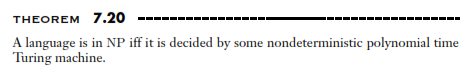 THEOREM 7.20
A language is in NP iff it is decided by some nondeterministic polynomial time
Turing machine.